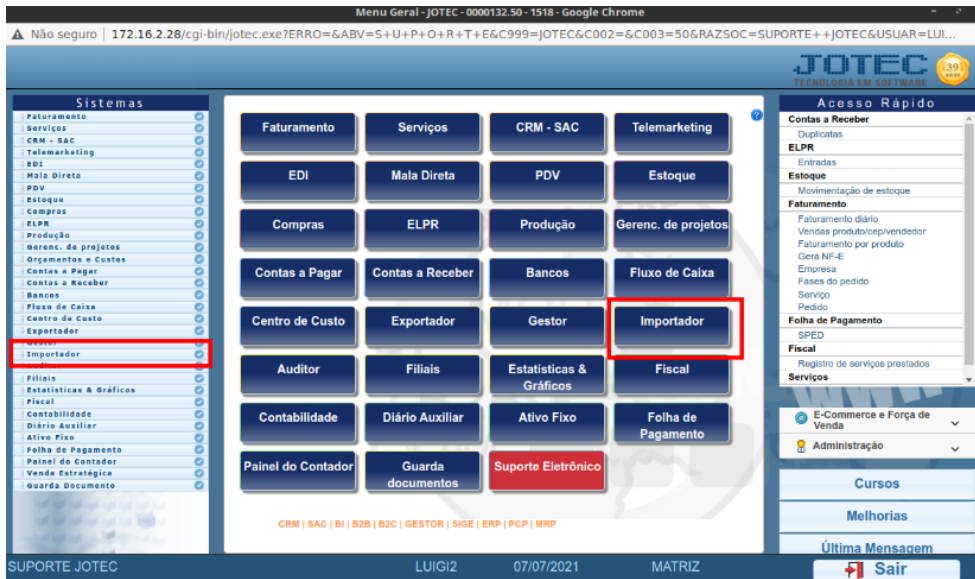 Menu Geral - JOTEC - 0000132.50 - 1518 - Google Chrome
Não seguro | 172.16.2.28/cgi-bin/jotec.exe?ERRO=&ABV=S+U+P+O+R+T+E&C999=JOTEC&C002=&C003=50&RAZSOC=SUPORTE++JOTEC&USUAR=LUI...
JOTEC
39
TECNOLOGIA EM SOFTWARE
Sistemas
Faturamento
Serviços
CRM - SAC
Telemarketing
EDI
Mala Direta
PDV
Estoque
Compras
ELPR
Produção
Gerenc. de projetos
Orçamentos e Custos
Contas a Pagar
Contas a Receber
Bancos
Fluxo de Caixa
Centro de Custo
Exportador
Gestor
Importador
Auditor
Filiais
Estatísticas & Gráficos
Fiscal
Contabilidade
Diário Auxiliar
Ativo Fixo
Folha de Pagamento
Painel do Contador
Venda Estratégica
Guarda Documento
Faturamento Serviços CRM - SAC Telemarketing
EDI Mala Direta PDV Estoque
Compras ELPR Produção Gerenc. de projetos
Contas a Pagar Contas a Receber Bancos Fluxo de Caixa
Centro de Custo Exportador Gestor Importador
Auditor Filiais Estatísticas & Gráficos Fiscal
Contabilidade Diário Auxiliar Ativo Fixo Folha de Pagamento
Painel do Contador Guarda documentos Suporte Eletrônico
CRM | SAC | BI | B2B | B2C | GESTOR | SIGE | ERP | PCP | MRP
Acesso Rápido
Contas a Receber
Duplicatas
ELPR
Entradas
Estoque
Movimentação de estoque
Faturamento
Faturamento diário
Vendas produto/cep/vendedor
Faturamento por produto
Gera NF-E
Empresa
Fases do pedido
Serviço
Pedido
Folha de Pagamento
SPED
Fiscal
Registro de serviços prestados
Serviços
E-Commerce e Força de
Venda
Administração
Cursos
Melhorias
Última Mensagem
SUPORTE JOTEC LUIGI2 07/07/2021 MATRIZ Sair